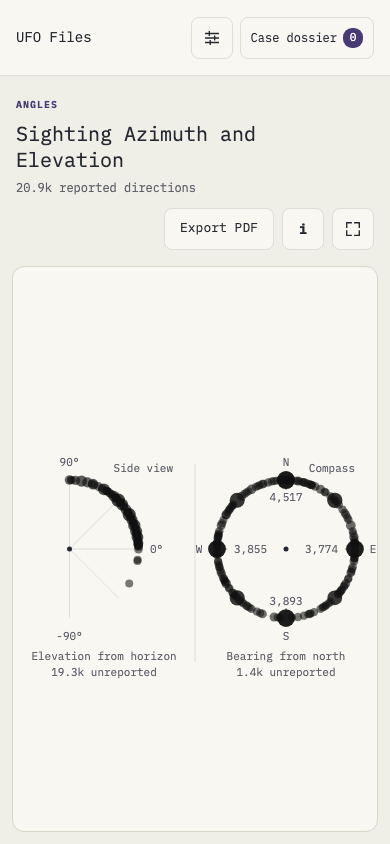 UFO Files
Case dossier 0
ANGLES
Sighting Azimuth and
Elevation
20.9k reported directions
Export PDF
i
90°
Side view
0°
-90°
Elevation from horizon
19.3k unreported
N
Compass
4,517
W
3,855
3,774
E
3,893
S
Bearing from north
1.4k unreported